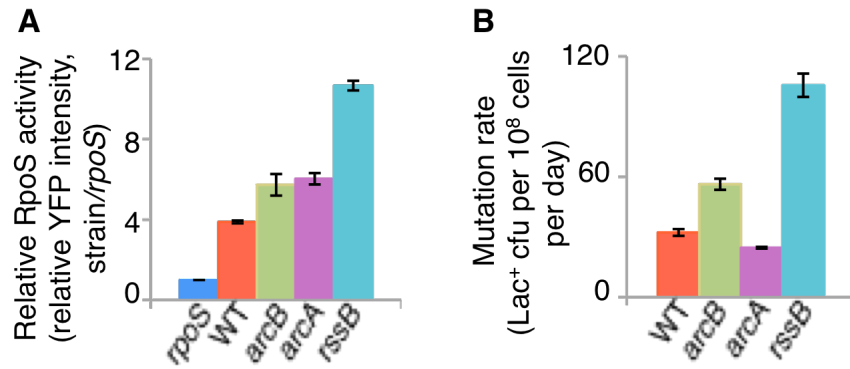 A
Relative RpoS activity
(relative YFP intensity,
strain/rpoS)
12
8
4
0
rpoS
WT
arcB
arcA
rssB
B
Mutation rate
(Lac⁺ cfu per 10⁸ cells
per day)
120
60
0
WT
arcB
arcA
rssB